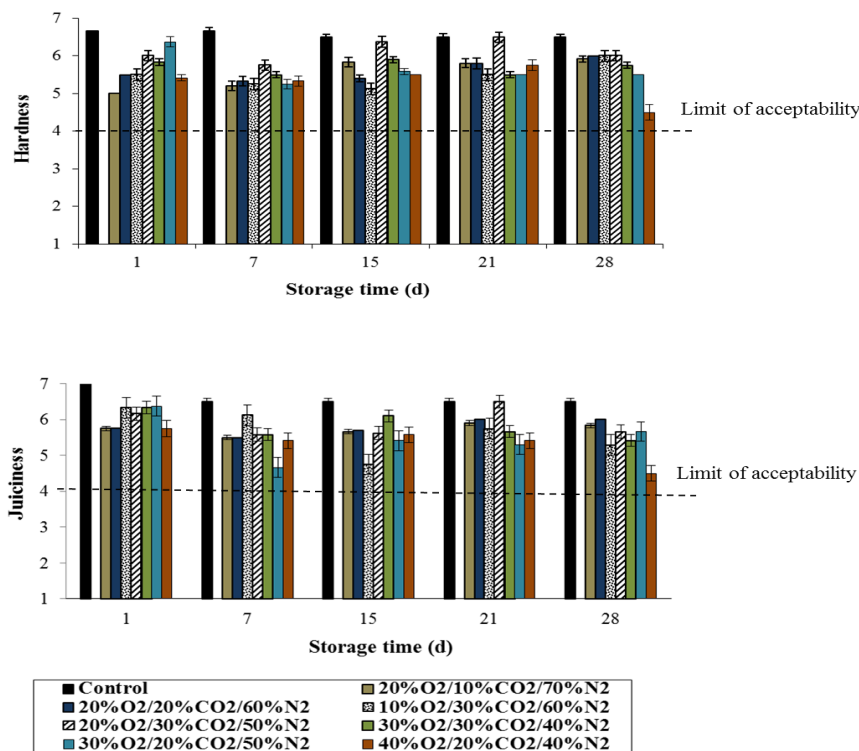 7
6
5
4
3
2
1
Hardness
Limit of acceptability
1 7 15 21 28
Storage time (d)
7
6
5
4
3
2
1
Juiciness
Limit of acceptability
1 7 15 21 28
Storage time (d)
Control 20%O2/10%CO2/70%N2
20%O2/20%CO2/60%N2 10%O2/30%CO2/60%N2
20%O2/30%CO2/50%N2 30%O2/30%CO2/40%N2
30%O2/20%CO2/50%N2 40%O2/20%CO2/40%N2